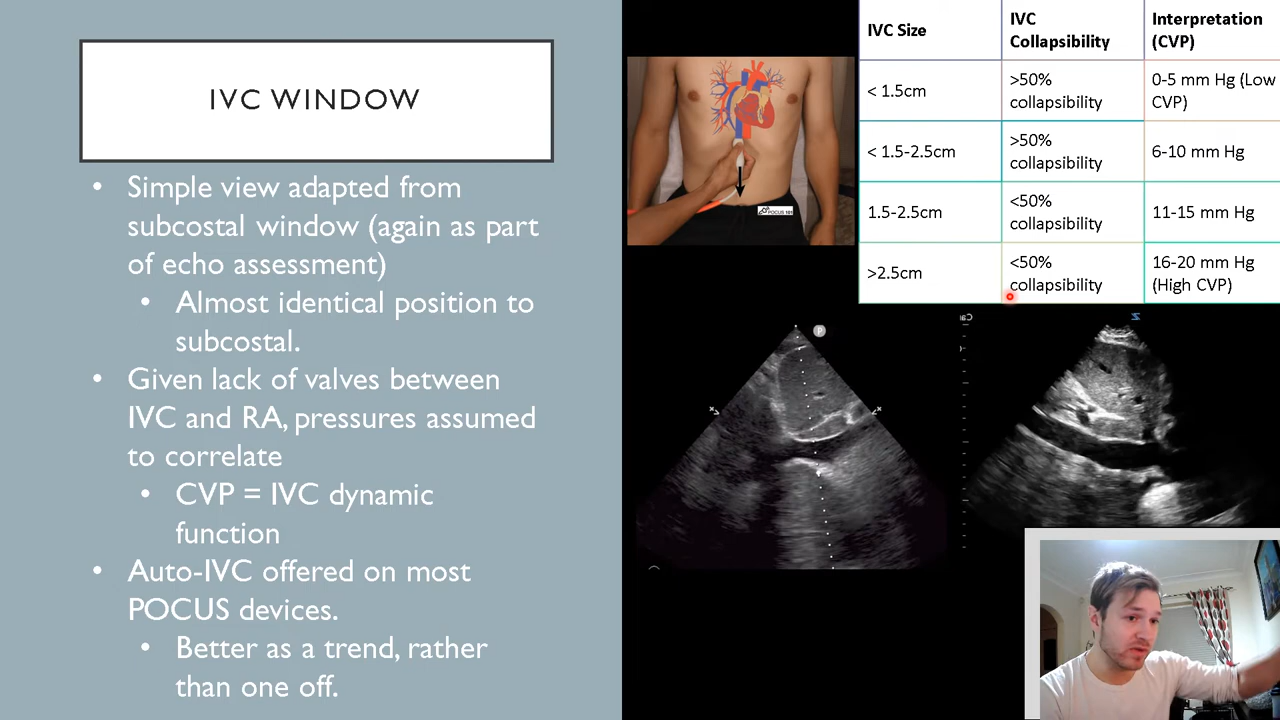 IVC WINDOW
• Simple view adapted from
subcostal window (again as part
of echo assessment)
• Almost identical position to
subcostal.
• Given lack of valves between
IVC and RA, pressures assumed
to correlate
• CVP = IVC dynamic
function
• Auto-IVC offered on most
POCUS devices.
• Better as a trend, rather
than one off.
POCUS 101
IVC Size
IVC
Collapsibility
Interpretation
(CVP)
< 1.5cm
>50%
collapsibility
0-5 mm Hg (Low
CVP)
< 1.5-2.5cm
>50%
collapsibility
6-10 mm Hg
1.5-2.5cm
<50%
collapsibility
11-15 mm Hg
>2.5cm
<50%
collapsibility
16-20 mm Hg
(High CVP)
P
Z